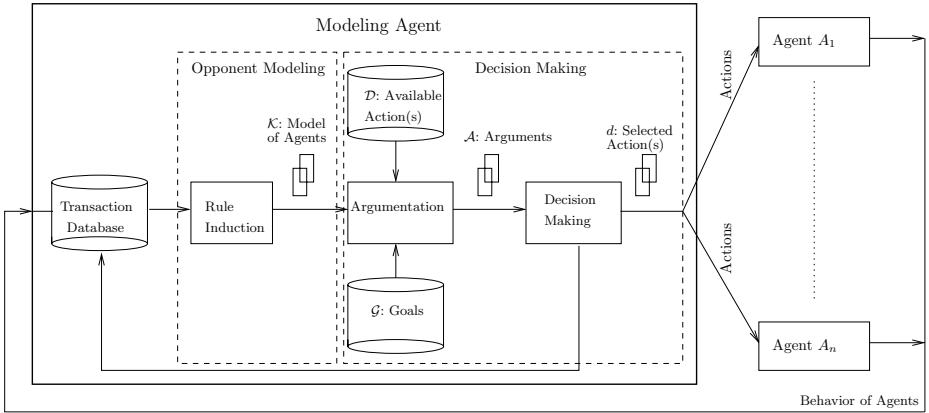 Modeling Agent
Opponent Modeling
Decision Making
𝒟: Available
Action(s)
𝒦: Model
of Agents
𝒜: Arguments
d: Selected
Action(s)
Transaction
Database
Rule
Induction
Argumentation
Decision
Making
𝒢: Goals
Actions
Actions
Agent A₁
Agent Aₙ
Behavior of Agents